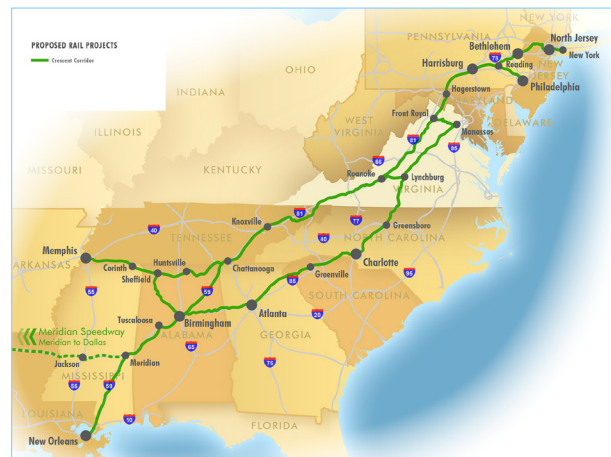 PROPOSED RAIL PROJECTS
Crescent Corridor
NEW YORK
PENNSYLVANIA
North Jersey
Bethlehem
New York
Harrisburg
78
Reading
NEW
JERSEY
Philadelphia
OHIO
Hagerstown
MARYLAND
INDIANA
DELAWARE
Front Royal
WEST
VIRGINIA
Manassas
ILLINOIS
81
95
MISSOURI
KENTUCKY
Roanoke
Lynchburg
VIRGINIA
81
77
Knoxville
Greensboro
40
TENNESSEE
40
NORTH CAROLINA
Memphis
Huntsville
Charlotte
Corinth
Chattanooga
ARKANSAS
Sheffield
Greenville
95
85
55
59
SOUTH CAROLINA
Atlanta
20
Tuscaloosa
Birmingham
Meridian Speedway
Meridian to Dallas
ALABAMA
GEORGIA
65
Meridian
Jackson
75
MISSISSIPPI
55
59
LOUISIANA
10
FLORIDA
New Orleans